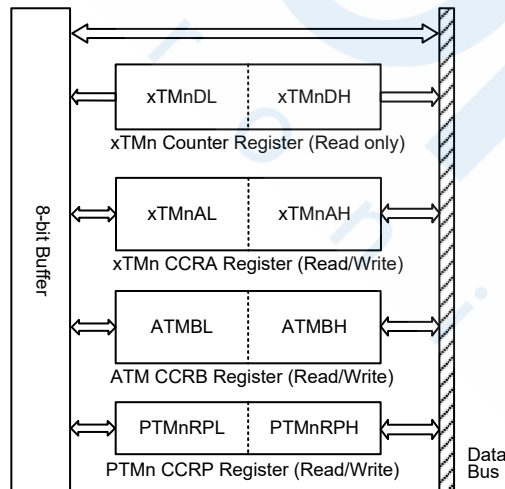 8-bit Buffer
xTMnDL xTMnDH
xTMn Counter Register (Read only)
xTMnAL xTMnAH
xTMn CCRA Register (Read/Write)
ATMBL ATMBH
ATM CCRB Register (Read/Write)
PTMnRPL PTMnRPH
PTMn CCRP Register (Read/Write)
Data
Bus